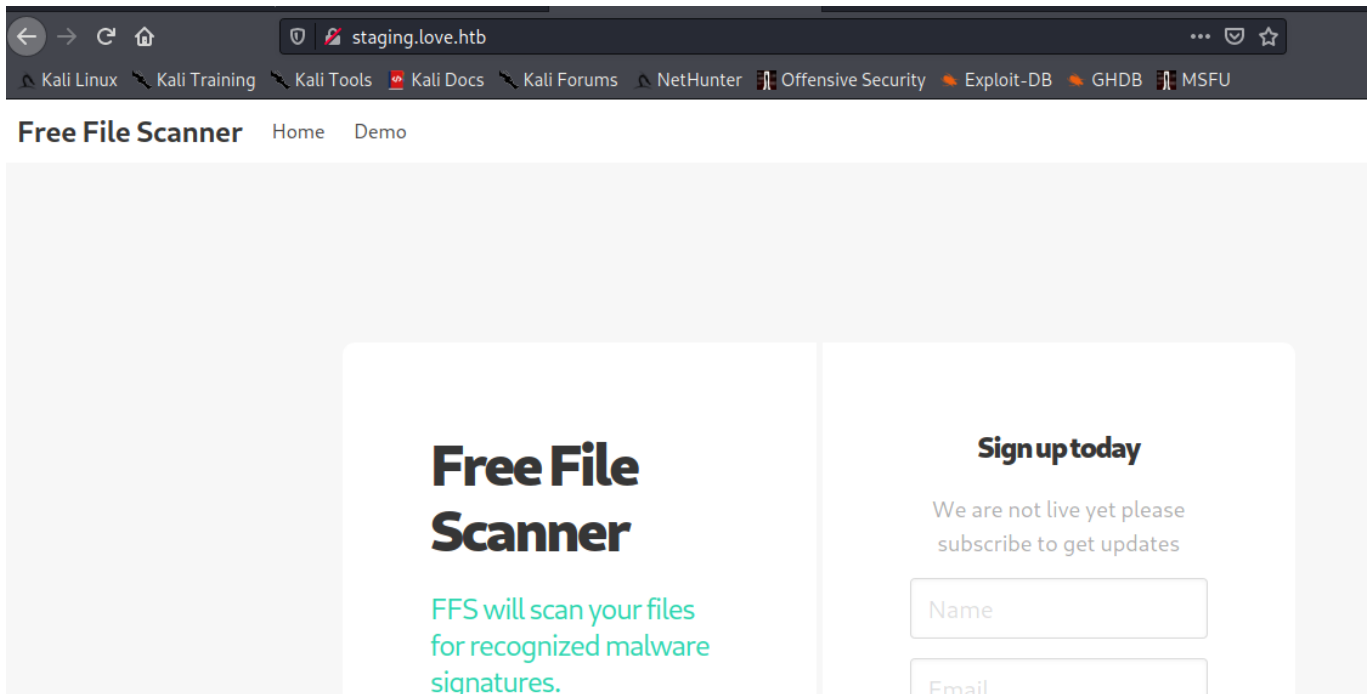 staging.love.htb
Kali Linux Kali Training Kali Tools Kali Docs Kali Forums NetHunter Offensive Security Exploit-DB GHDB MSFU
Free File Scanner Home Demo
Free File
Scanner
FFS will scan your files
for recognized malware
signatures.
Sign up today
We are not live yet please
subscribe to get updates
Name
Email